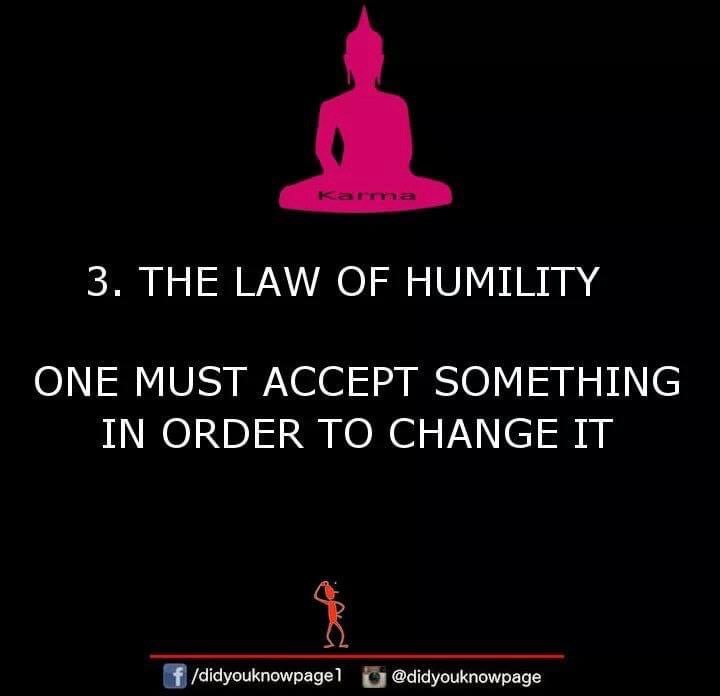 Karma
3. THE LAW OF HUMILITY
ONE MUST ACCEPT SOMETHING
IN ORDER TO CHANGE IT
f /didyouknowpage1 @didyouknowpage